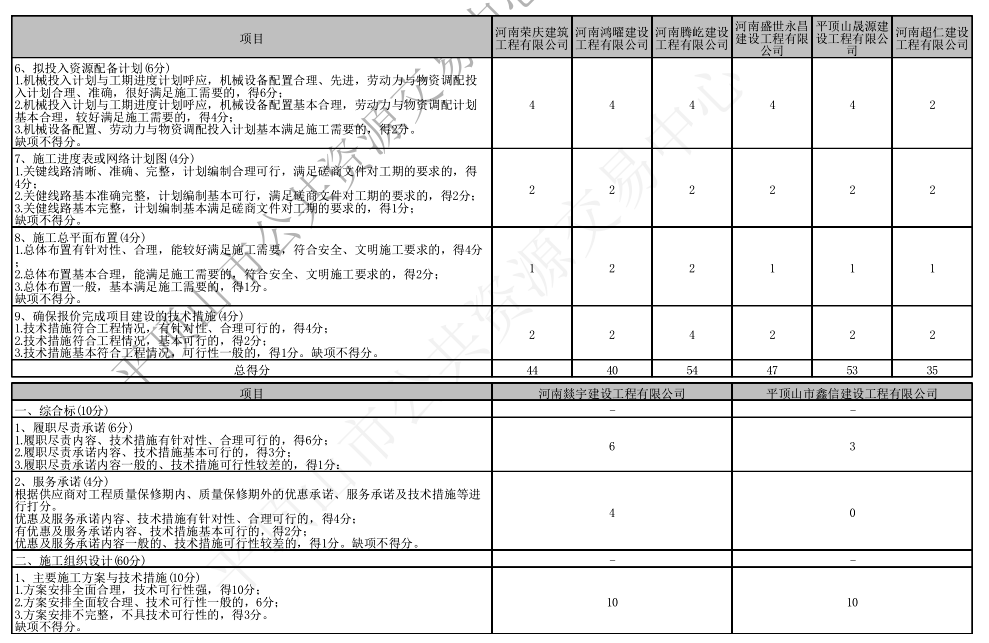 项目
河南荣庆建筑工程有限公司
河南鸿曜建设工程有限公司
河南腾屹建设工程有限公司
河南盛世永昌建设工程有限公司
平顶山晟源建设工程有限公司
河南超仁建设工程有限公司
6、拟投入资源配备计划(6分)
1.机械投入计划与工期进度计划呼应，机械设备配置合理、先进，劳动力与物资调配投
入计划合理、准确，很好满足施工需要的，得6分；
2.机械投入计划与工期进度计划呼应，机械设备配置基本合理，劳动力与物资调配计划
基本合理，较好满足施工需要的，得4分；
3.机械设备配置、劳动力与物资调配投入计划基本满足施工需要的，得2分。
缺项不得分。
4 4 4 4 4 2
7、施工进度表或网络计划图(4分)
1.关键线路清晰、准确、完整，计划编制合理可行，满足磋商文件对工期的要求的，得
4分；
2.关健线路基本准确完整，计划编制基本可行，满足磋商文件对工期的要求的，得2分；
3.关健线路基本完整，计划编制基本满足磋商文件对工期的要求的，得1分；
缺项不得分。
2 2 2 2 2 2
8、施工总平面布置(4分)
1.总体布置有针对性、合理，能较好满足施工需要，符合安全、文明施工要求的，得4分
；
2.总体布置基本合理，能满足施工需要的，符合安全、文明施工要求的，得2分；
3.总体布置一般，基本满足施工需要的，得1分。
缺项不得分。
1 2 2 1 1 1
9、确保报价完成项目建设的技术措施(4分)
1.技术措施符合工程情况，有针对性、合理可行的，得4分；
2.技术措施符合工程情况，基本可行的，得2分；
3.技术措施基本符合工程情况，可行性一般的，得1分。缺项不得分。
2 2 4 2 2 2
总得分 44 40 54 47 53 35
项目 河南燚宇建设工程有限公司 平顶山市鑫信建设工程有限公司
一、综合标(10分) － －
1、履职尽责承诺(6分)
1.履职尽责内容、技术措施有针对性、合理可行的，得6分；
2.履职尽责承诺内容、技术措施基本可行的，得3分；
3.履职尽责承诺内容一般的、技术措施可行性较差的，得1分；
6 3
2、服务承诺(4分)
根据供应商对工程质量保修期内、质量保修期外的优惠承诺、服务承诺及技术措施等进
行打分。
优惠及服务承诺内容、技术措施有针对性、合理可行的，得4分；
有优惠及服务承诺内容、技术措施基本可行的，得2分；
优惠及服务承诺内容一般的、技术措施可行性较差的，得1分。缺项不得分。
4 0
二、施工组织设计(60分) － －
1、主要施工方案与技术措施(10分)
1.方案安排全面合理，技术可行性强，得10分；
2.方案安排全面较合理、技术可行性一般的，6分；
3.方案安排不完整，不具技术可行性的，得3分。
缺项不得分。
10 10
平顶山市公共资源交易中心
平顶山市公共资源交易中心